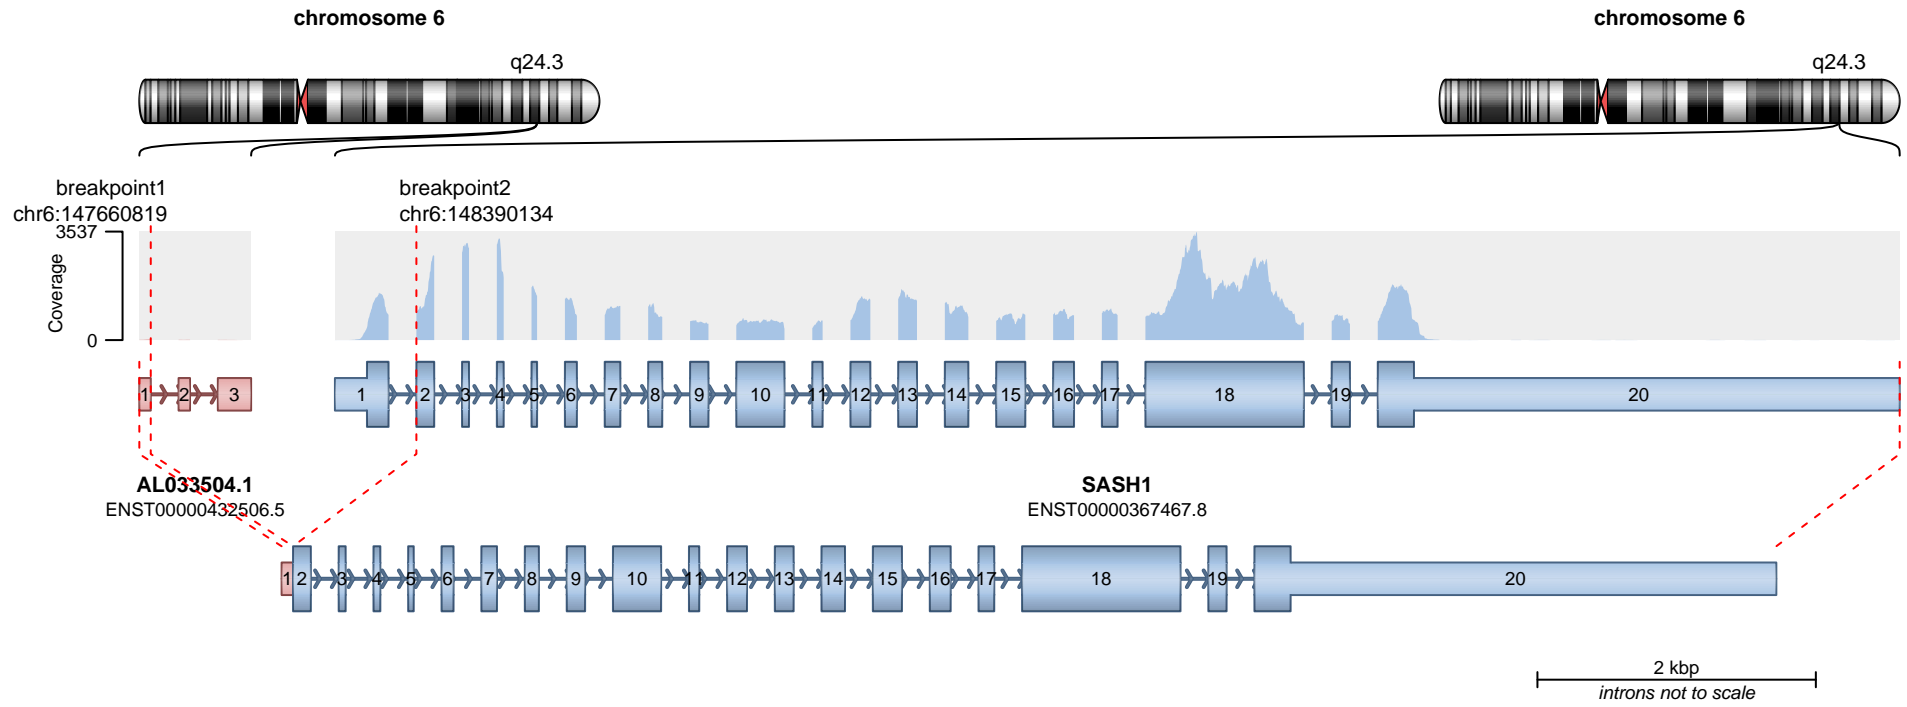 chromosome 6
chromosome 6
q24.3
q24.3
breakpoint1
chr6:147660819
breakpoint2
chr6:148390134
3537
Coverage
0
1 2 3
1 2 3 4 5 6 7 8 9 10 11 12 13 14 15 16 17 18 19 20
AL033504.1
ENST00000432506.5
SASH1
ENST00000367467.8
1 2 3 4 5 6 7 8 9 10 11 12 13 14 15 16 17 18 19 20
2 kbp
introns not to scale